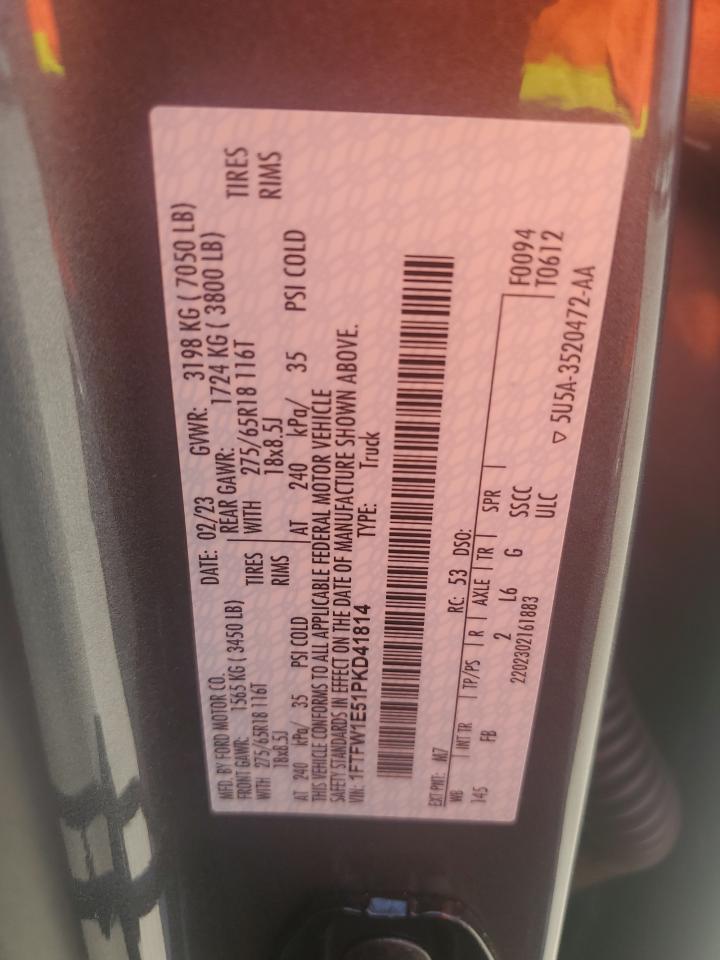 MFD. BY FORD MOTOR CO.
DATE: 02/23 GVWR: 3198 KG ( 7050 LB)
FRONT GAWR: 1565 KG ( 3450 LB) REAR GAWR: 1724 KG ( 3800 LB)
WITH 275/65R18 116T TIRES WITH 275/65R18 116T TIRES
18x8.5J RIMS 18x8.5J RIMS
AT 240 kPa/ 35 PSI COLD AT 240 kPa/ 35 PSI COLD
THIS VEHICLE CONFORMS TO ALL APPLICABLE FEDERAL MOTOR VEHICLE
SAFETY STANDARDS IN EFFECT ON THE DATE OF MANUFACTURE SHOWN ABOVE.
VIN: 1FTFW1E51PKD41814 TYPE: Truck
EXT PNT: M7 RC: 53 DSO:
WB INT TR TP/PS R AXLE TR SPR F0094
145 FB 2 L6 G SSCC T0612
2202302161883 ULC
▽ 5U5A-3520472-AA